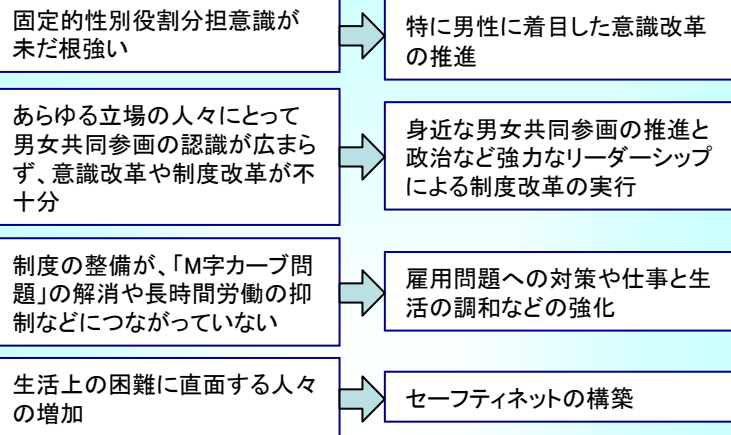 固定的性別役割分担意識が
未だ根強い
特に男性に着目した意識改革
の推進
あらゆる立場の人々にとって
男女共同参画の認識が広まら
ず、意識改革や制度改革が不
十分
身近な男女共同参画の推進と
政治など強力なリーダーシップ
による制度改革の実行
制度の整備が、「M字カーブ問
題」の解消や長時間労働の抑
制などにつながっていない
雇用問題への対策や仕事と生
活の調和などの強化
生活上の困難に直面する人々
の増加
セーフティネットの構築